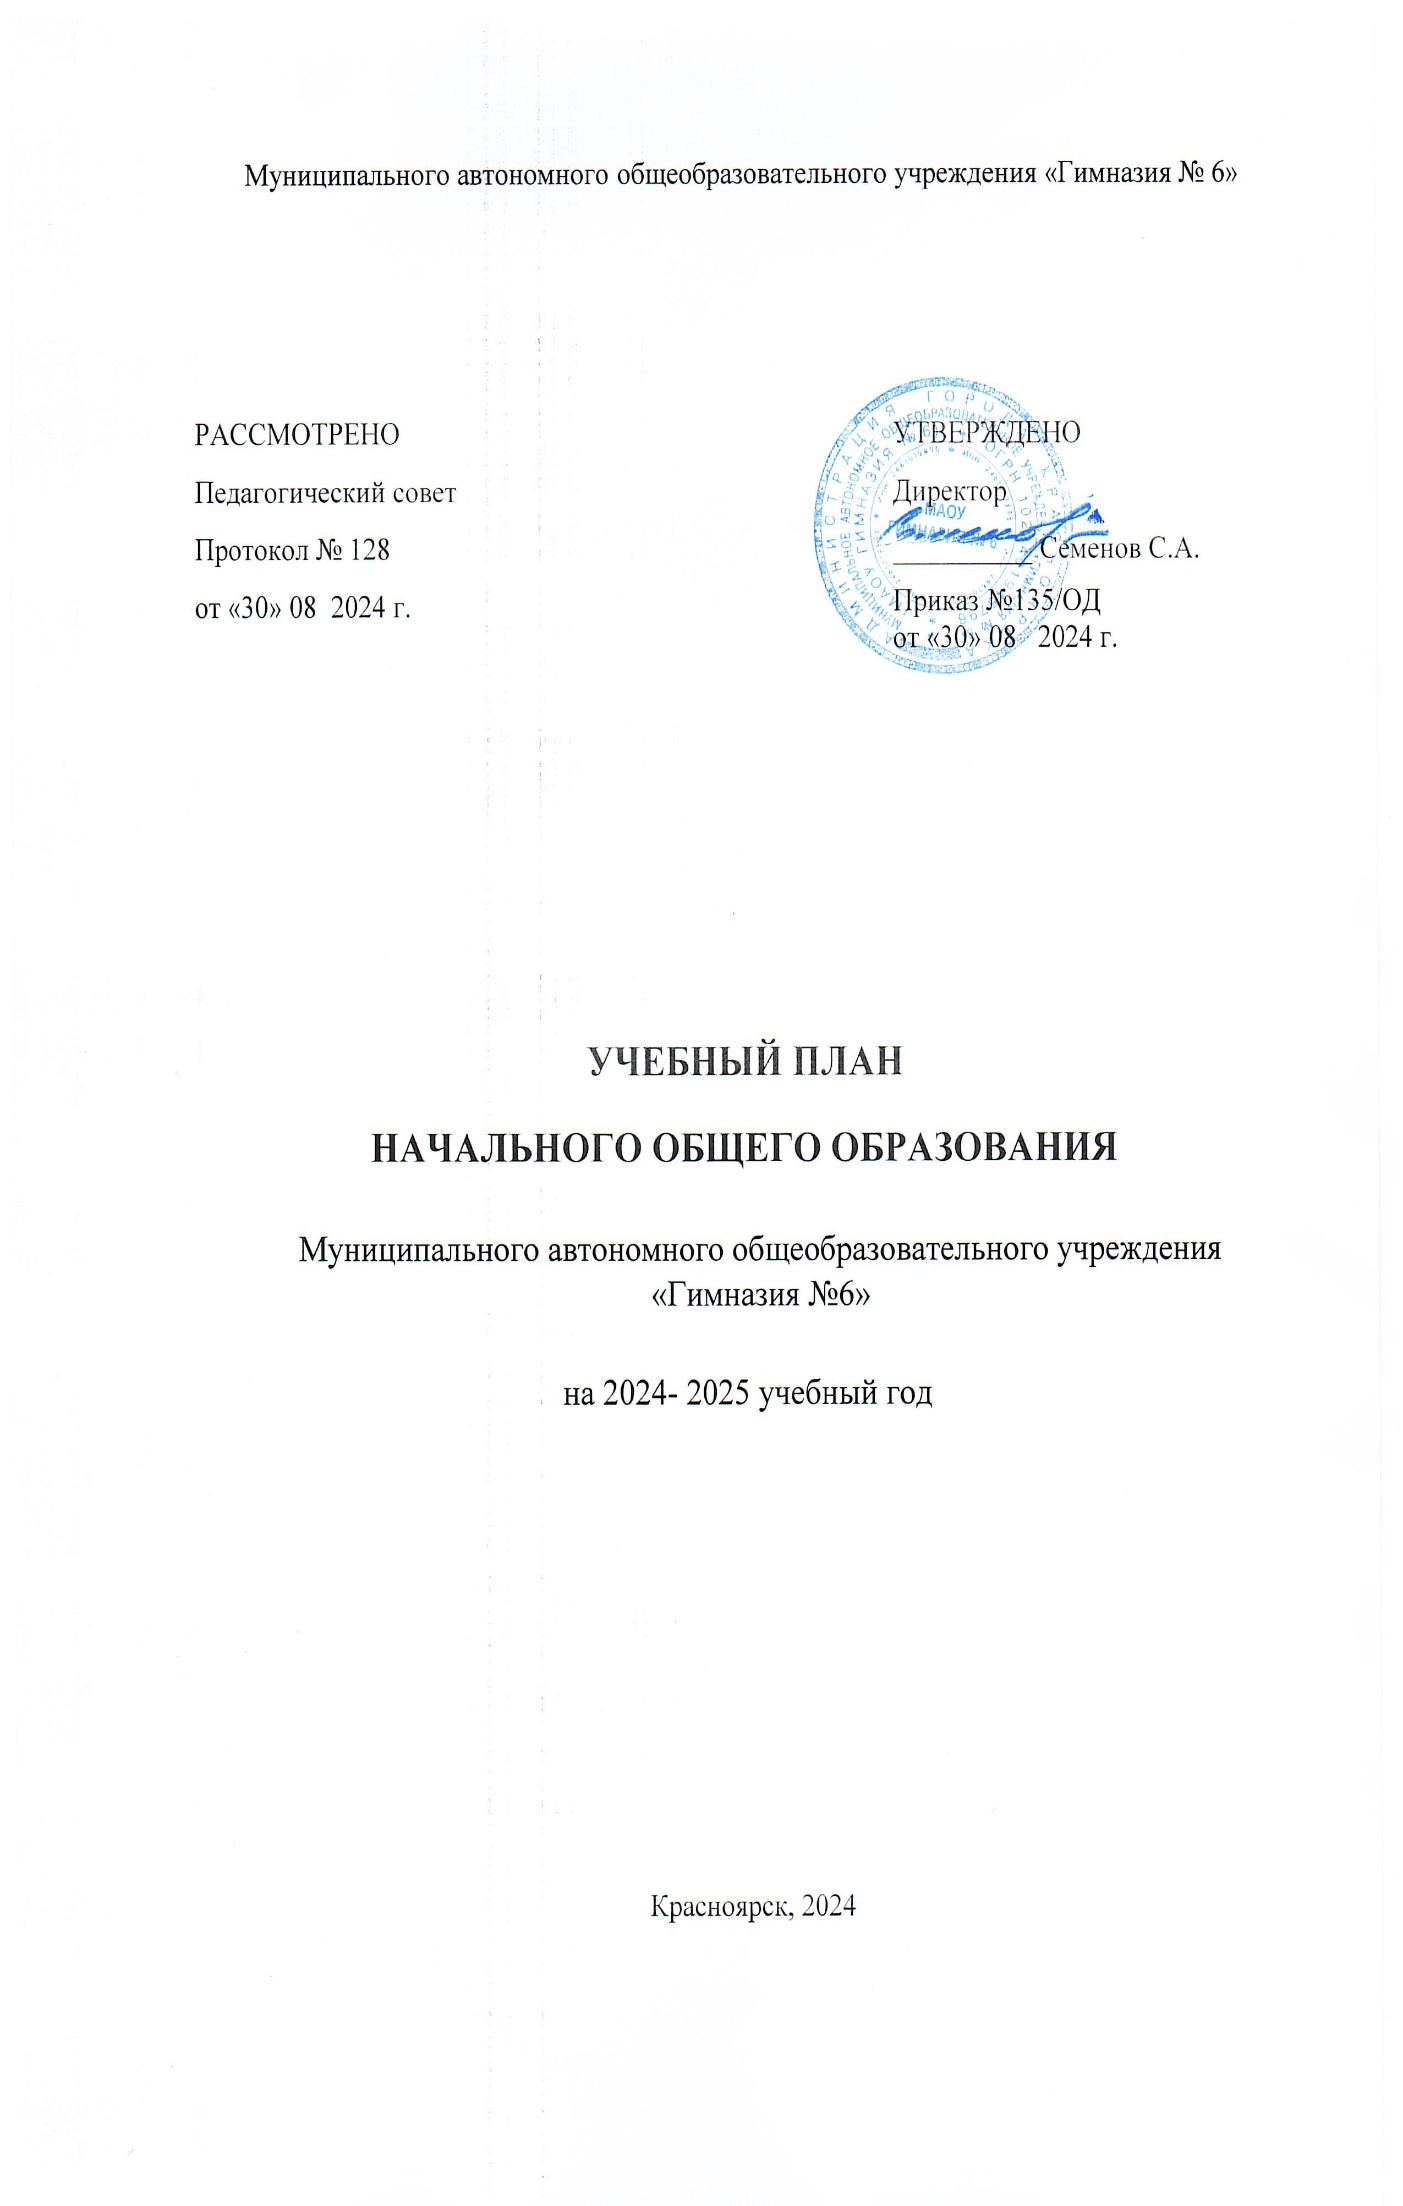 Муниципального автономного общеобразовательного учреждения «Гимназия № 6»
РАССМОТРЕНО
Педагогический совет
Протокол № 128
от «30» 08 2024 г.
УТВЕРЖДЕНО
Директор
Семенов С.А.
Приказ №135/ОД
от «30» 08 2024 г.
МАОУ
УЧЕБНЫЙ ПЛАН
НАЧАЛЬНОГО ОБЩЕГО ОБРАЗОВАНИЯ
Муниципального автономного общеобразовательного учреждения
«Гимназия №6»
на 2024- 2025 учебный год
Красноярск, 2024